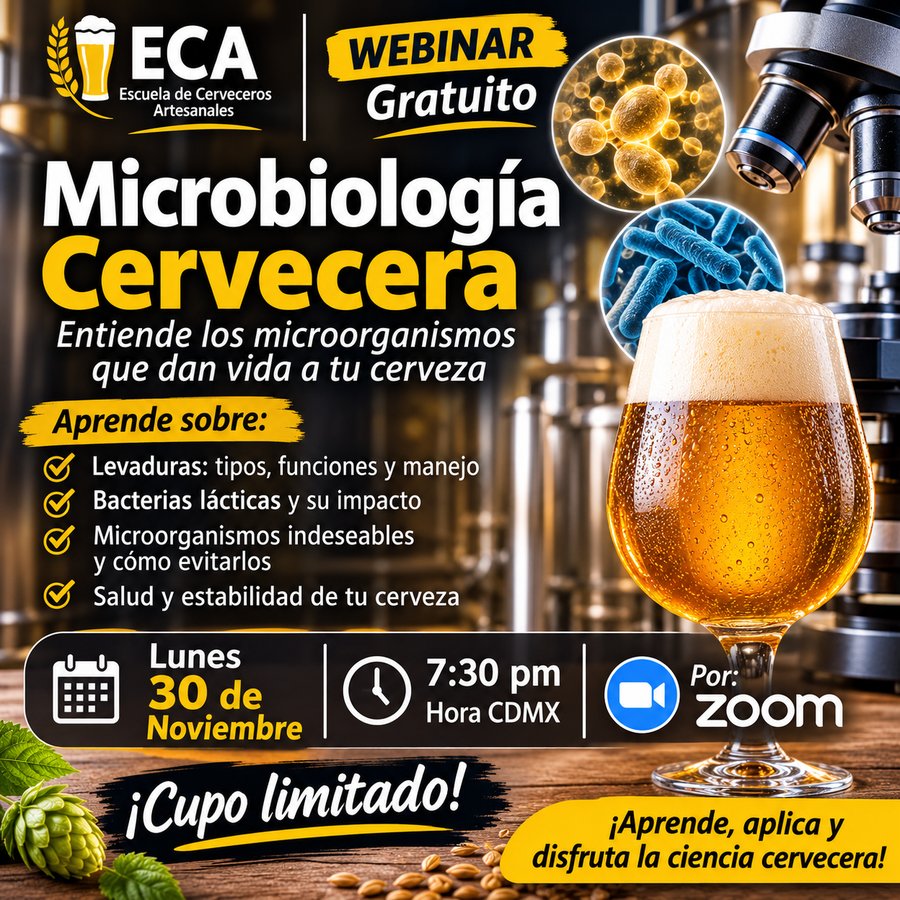 ECA
Escuela de Cerveceros
Artesanales
WEBINAR
Gratuito
Microbiología
Cervecera
Entiende los microorganismos
que dan vida a tu cerveza
Aprende sobre:
Levaduras: tipos, funciones y manejo
Bacterias lácticas y su impacto
Microorganismos indeseables
y cómo evitarlos
Salud y estabilidad de tu cerveza
Lunes
30 de
Noviembre
7:30 pm
Hora CDMX
Por:
zoom
¡Cupo limitado!
¡Aprende, aplica y
disfruta la ciencia cervecera!